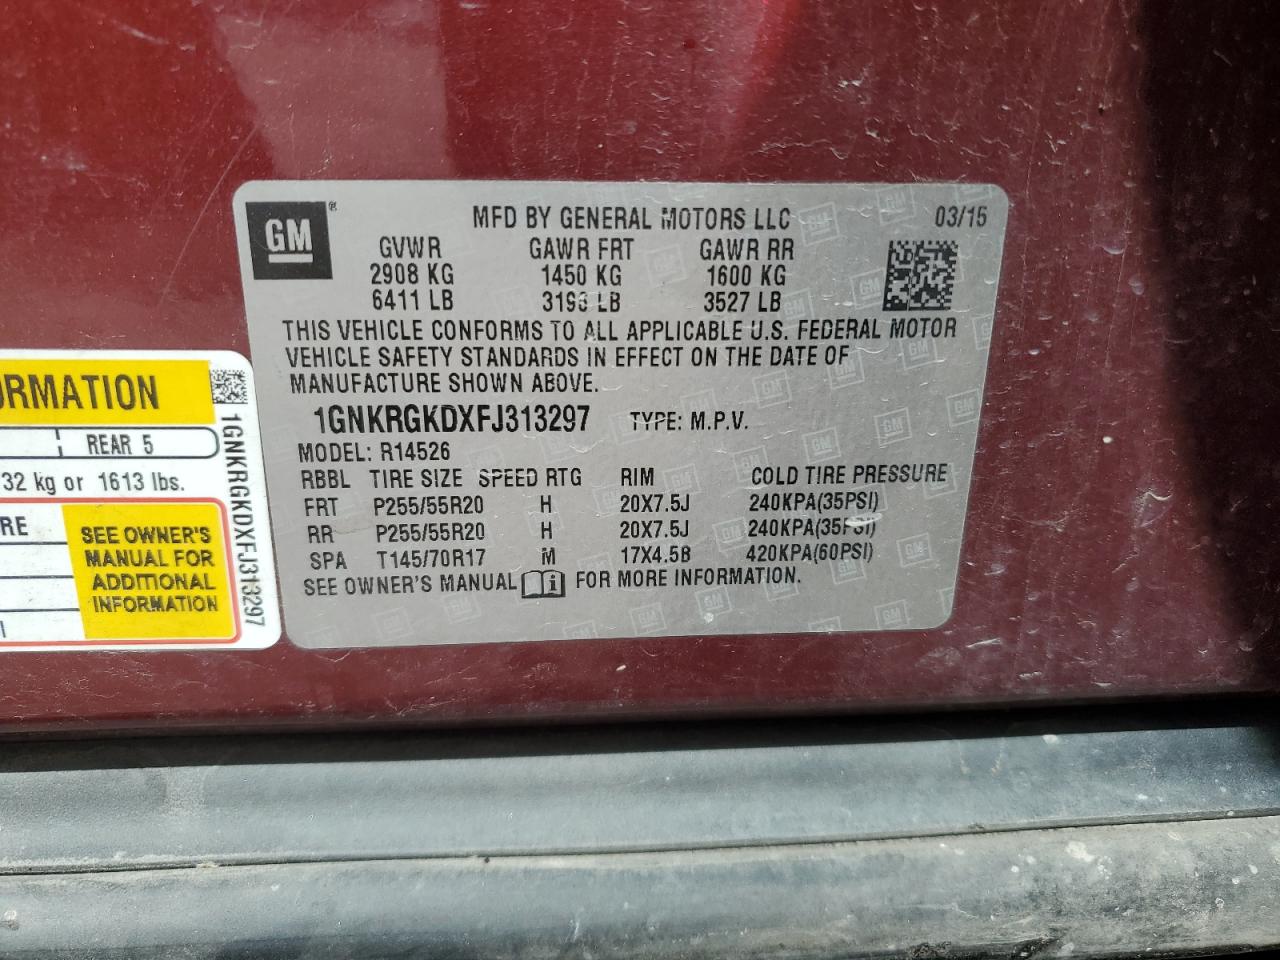 GM
MFD BY GENERAL MOTORS LLC 03/15
GVWR GAWR FRT GAWR RR
2908 KG 1450 KG 1600 KG
6411 LB LB 3527 LB
THIS VEHICLE CONFORMS TO ALL APPLICABLE U.S. FEDERAL MOTOR
VEHICLE SAFETY STANDARDS IN EFFECT ON THE DATE OF
MANUFACTURE SHOWN ABOVE.
1GNKRGKDXFJ313297 TYPE: M.P.V.
MODEL: R14526
RBBL TIRE SIZE SPEED RTG RIM COLD TIRE PRESSURE
FRT P255/55R20 H 20X7.5J 240KPA(35PSI)
RR P255/55R20 H 20X7.5J 240KPA(35PSI)
SPA T145/70R17 M 17X4.5B 420KPA(60PSI)
SEE OWNER'S MANUAL i FOR MORE INFORMATION.
ORMATION
REAR 5
32 kg or 1613 lbs.
RE
SEE OWNER'S
MANUAL FOR
ADDITIONAL
INFORMATION
1GNKRGKDXFJ313297